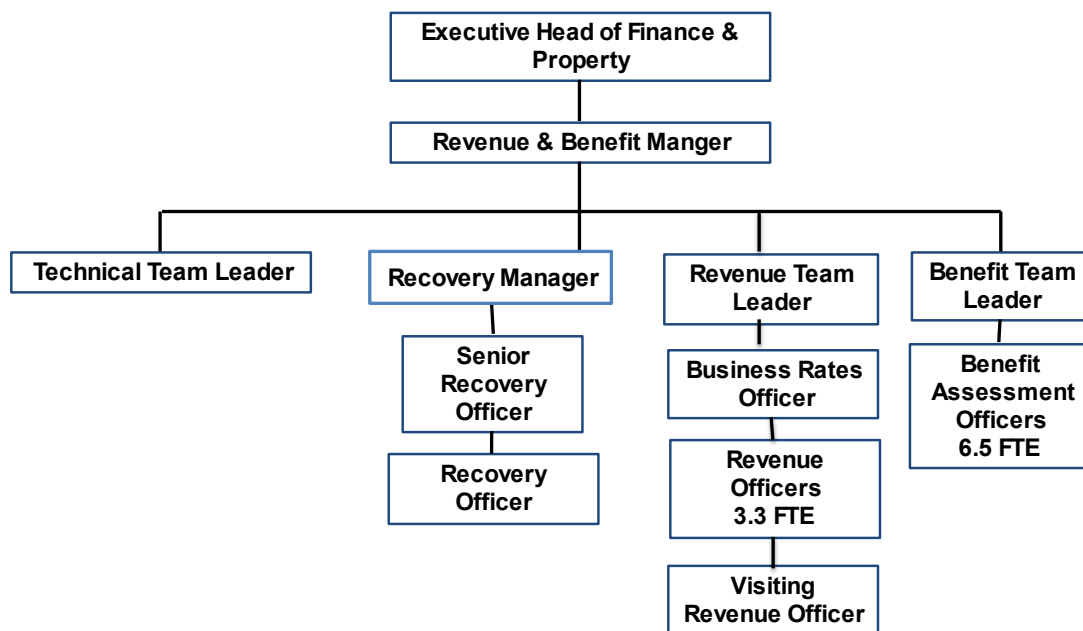 Executive Head of Finance &
Property
Revenue & Benefit Manger
Technical Team Leader
Recovery Manager
Senior
Recovery
Officer
Recovery
Officer
Revenue Team
Leader
Business Rates
Officer
Revenue
Officers
3.3 FTE
Visiting
Revenue Officer
Benefit Team
Leader
Benefit
Assessment
Officers
6.5 FTE